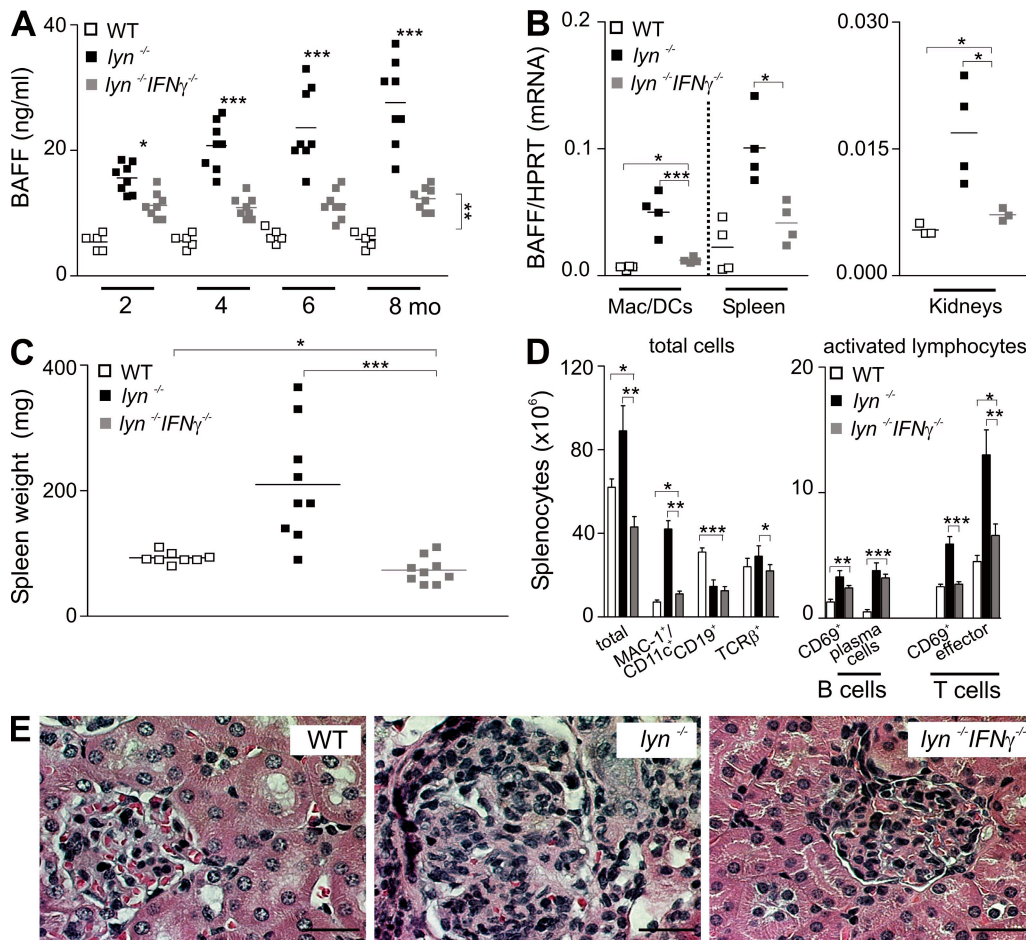 A
BAFF (ng/ml)
40
20
0
WT
lyn -/-
lyn -/- IFNγ -/-
*
***
***
***
**
2 4 6 8 mo
B
BAFF/HPRT (mRNA)
0.2
0.1
0.0
WT
lyn -/-
lyn -/- IFNγ -/-
*
***
*
Mac/DCs Spleen
0.030
0.015
0.000
*
*
Kidneys
C
Spleen weight (mg)
400
200
0
WT
lyn -/-
lyn -/- IFNγ -/-
*
***
D
total cells
Splenocytes (x10⁶)
120
80
40
0
* **
* **
***
*
total MAC-1⁺/ CD11c⁺ CD19⁺ TCRβ⁺
activated lymphocytes
20
10
0
WT
lyn -/-
lyn -/- IFNγ -/-
** *** *** * **
CD69⁺ plasma cells CD69⁺ effector
B cells T cells
E
WT
lyn -/-
lyn -/- IFNγ -/-